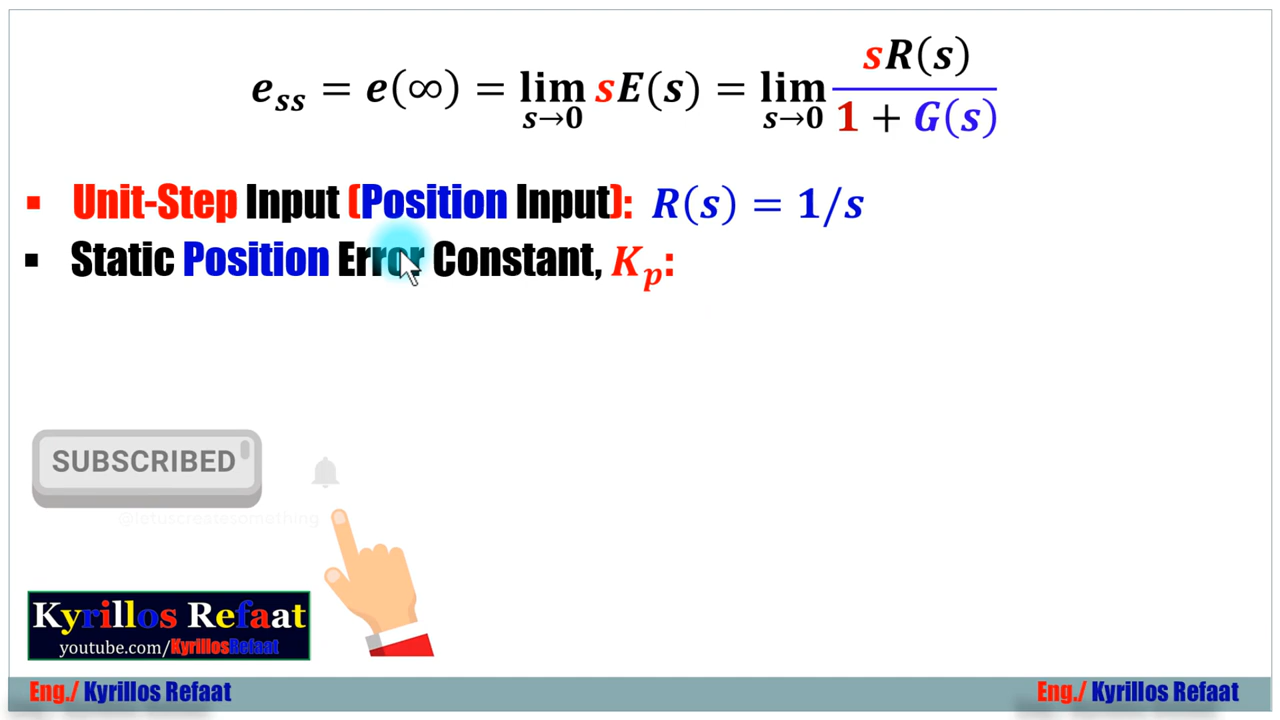 e_ss = e(∞) = lim_{s→0} sE(s) = lim_{s→0} sR(s) / (1 + G(s))
▪ Unit-Step Input (Position Input): R(s) = 1/s
▪ Static Position Error Constant, K_p:
SUBSCRIBED
@letuscreatesomathing
Kyrillos Refaat
youtube.com/KyrillosRefaat
Eng./ Kyrillos Refaat
Eng./ Kyrillos Refaat